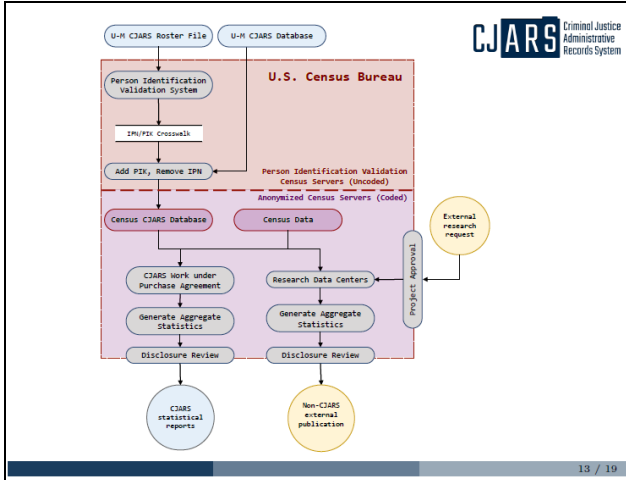 CJARS
Criminal Justice
Administrative
Records System
U-M CJARS Roster File
U-M CJARS Database
U.S. Census Bureau
Person Identification
Validation System
IPN/PIK Crosswalk
Add PIK, Remove IPN
Person Identification Validation
Census Servers (Uncoded)
Anonymized Census Servers (Coded)
Census CJARS Database
Census Data
External
research
request
Project Approval
CJARS Work under
Purchase Agreement
Research Data Centers
Generate Aggregate
Statistics
Generate Aggregate
Statistics
Disclosure Review
Disclosure Review
CJARS
statistical
reports
Non-CJARS
external
publication
13 / 19